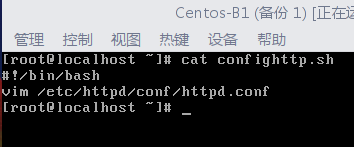 Centos-B1 (备份 1) [正在运
管理 控制 视图 热键 设备 帮助
[root@localhost ~]# cat confighttp.sh
#!/bin/bash
vim /etc/httpd/conf/httpd.conf
[root@localhost ~]# _